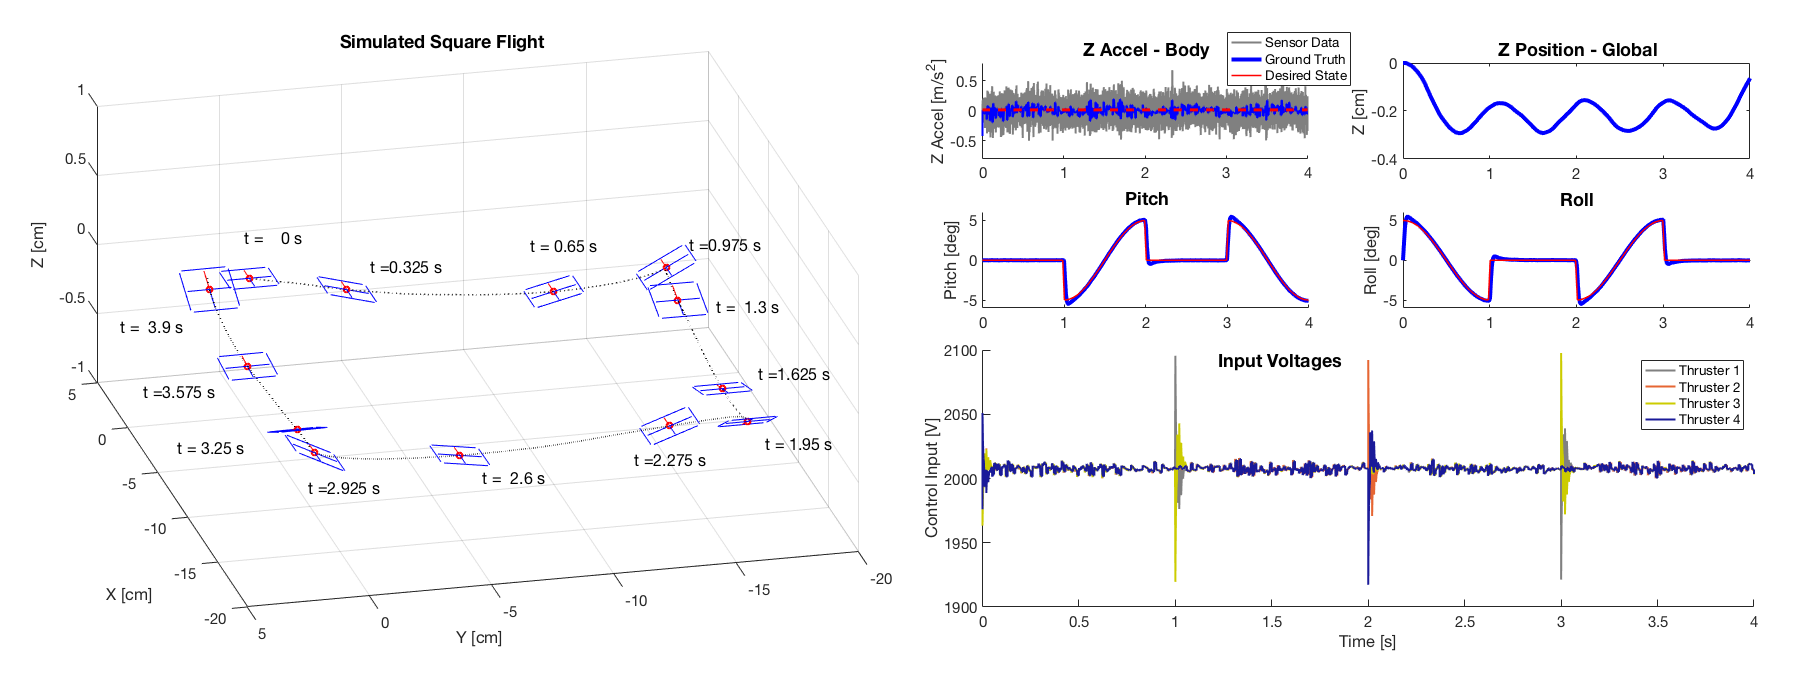 Simulated Square Flight
1
0.5
0
-0.5
-1
Z [cm]
5
0
-5
-10
-15
-20
X [cm]
5
0
-5
-10
-15
-20
Y [cm]
t = 0 s
t =0.325 s
t = 0.65 s
t =0.975 s
t = 1.3 s
t =1.625 s
t = 1.95 s
t =2.275 s
t = 2.6 s
t =2.925 s
t = 3.25 s
t =3.575 s
t = 3.9 s
Z Accel - Body
Sensor Data
Ground Truth
Desired State
Z Accel [m/s²]
0.5
0
-0.5
0 1 2 3 4
Z Position - Global
Z [cm]
0
-0.2
-0.4
0 1 2 3 4
Pitch
Pitch [deg]
5
0
-5
0 1 2 3 4
Roll
Roll [deg]
5
0
-5
0 1 2 3 4
Input Voltages
Thruster 1
Thruster 2
Thruster 3
Thruster 4
Control Input [V]
2100
2050
2000
1950
1900
0 0.5 1 1.5 2 2.5 3 3.5 4
Time [s]